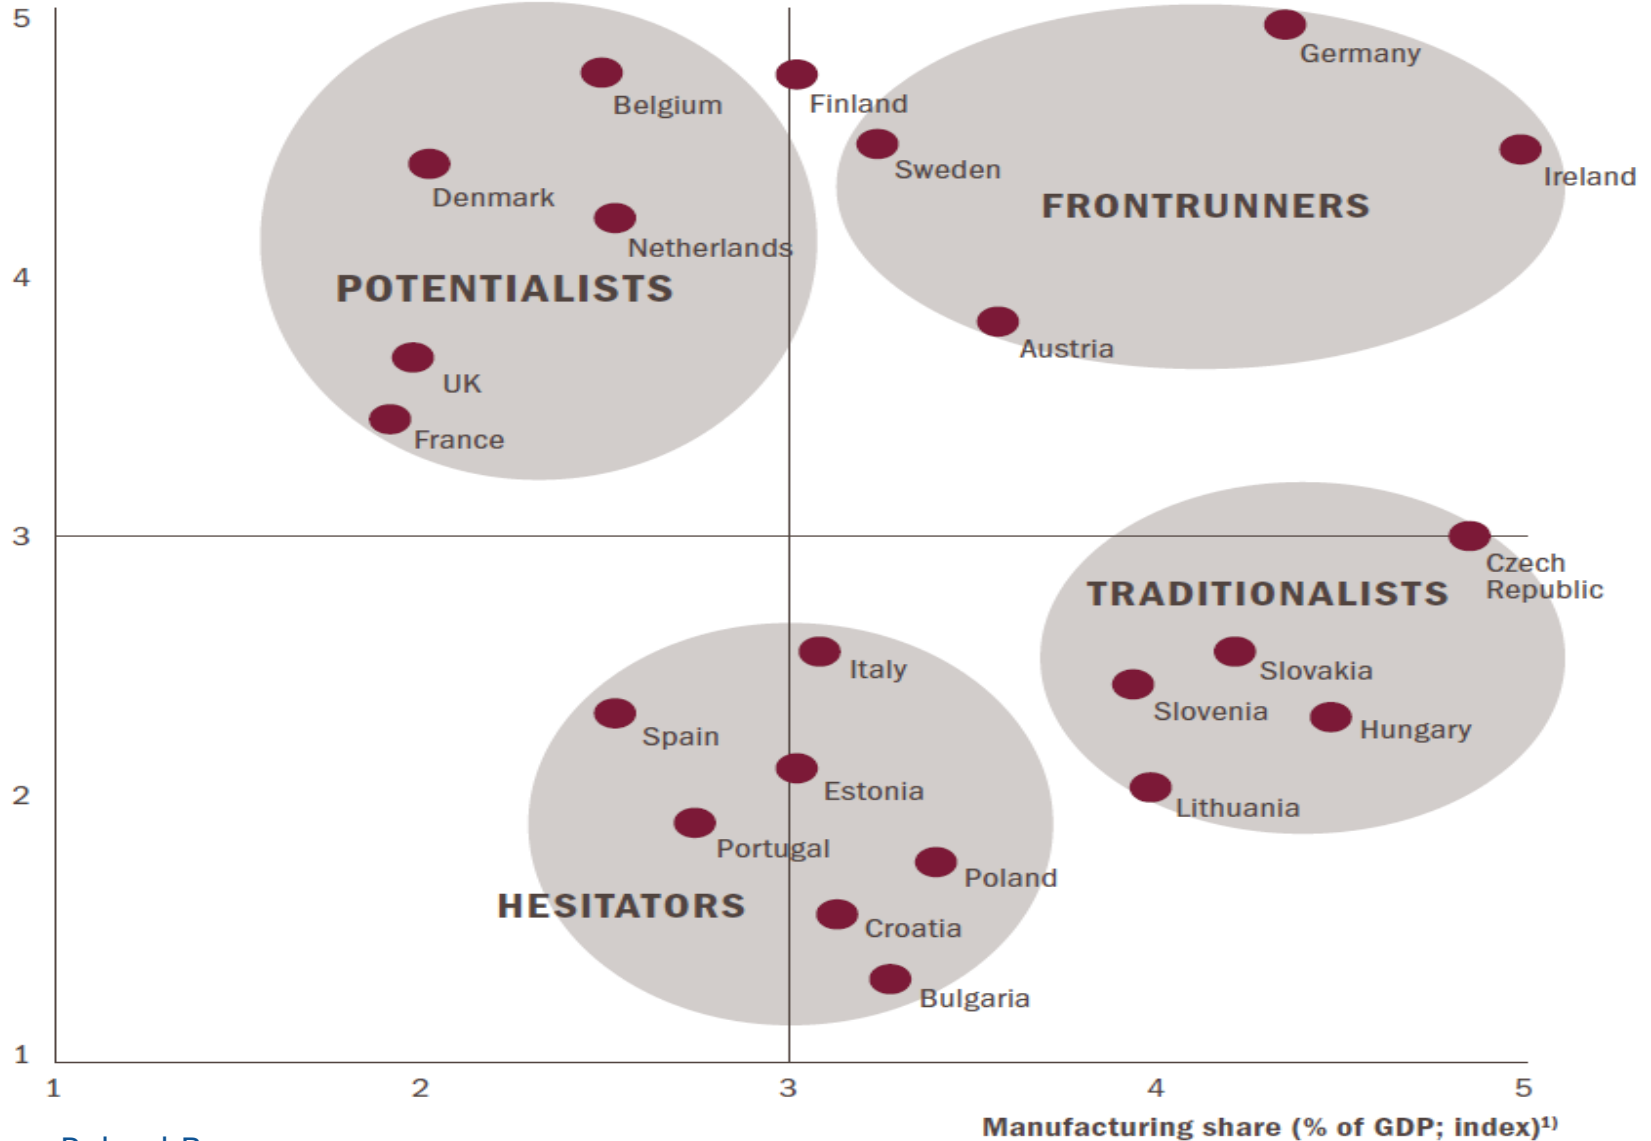 5
Germany
Belgium
Finland
Sweden
Ireland
Denmark
FRONTRUNNERS
Netherlands
4
POTENTIALISTS
Austria
UK
France
3
Czech
Republic
TRADITIONALISTS
Italy
Slovakia
Slovenia
Spain
Hungary
Estonia
2
Lithuania
Portugal
Poland
HESITATORS
Croatia
Bulgaria
1
1 2 3 4 5
Manufacturing share (% of GDP; index)¹⁾